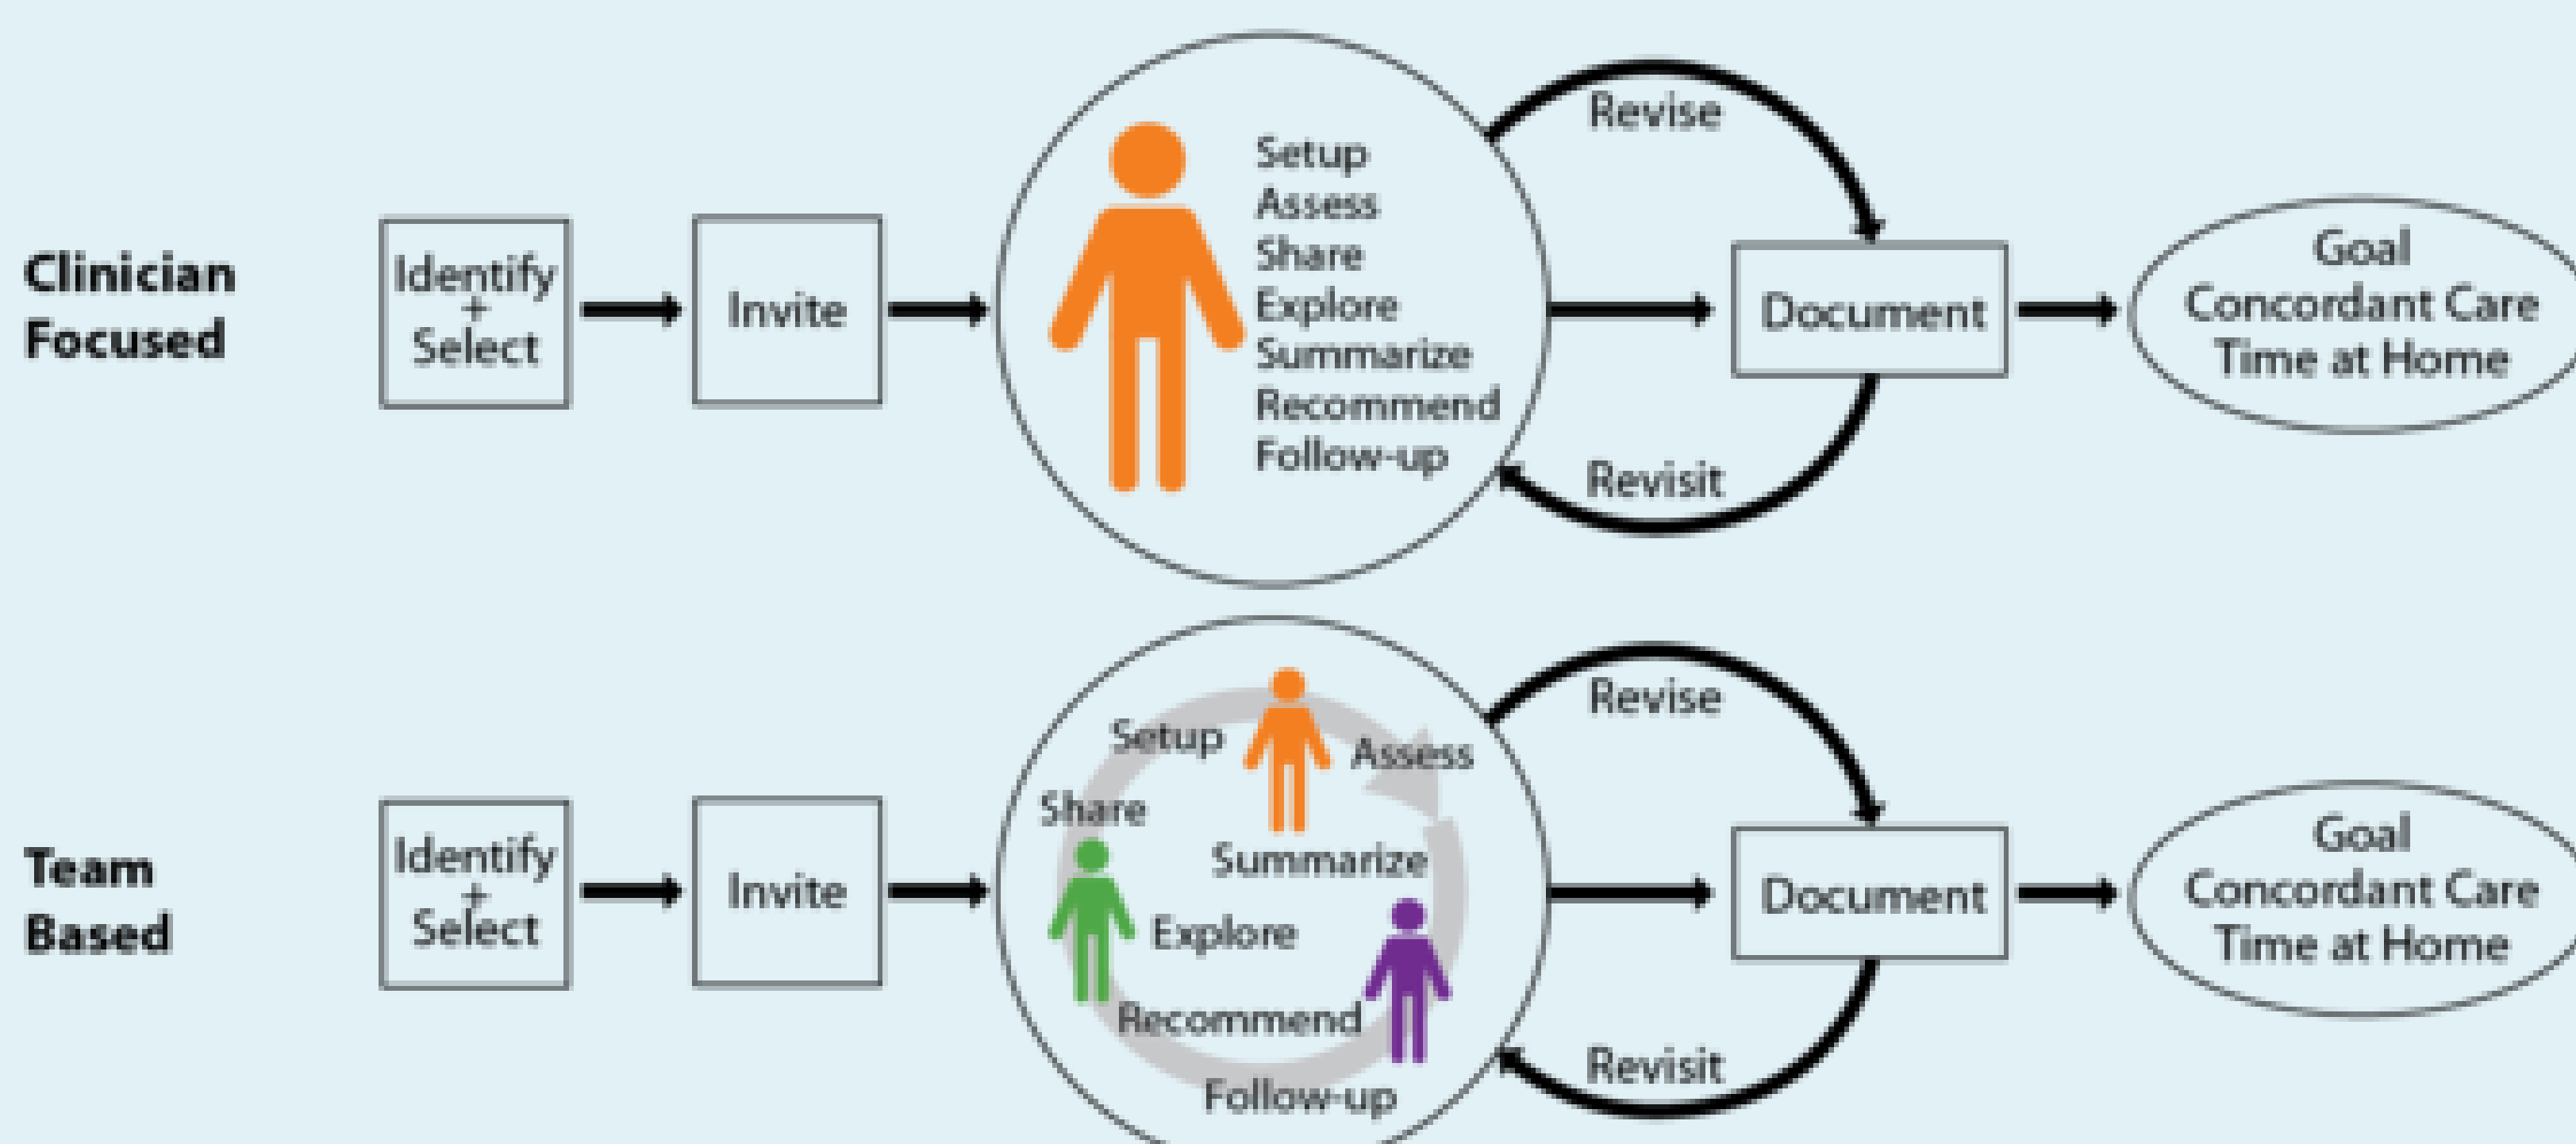 Clinician
Focused
Identify
+
Select
Invite
Setup
Assess
Share
Explore
Summarize
Recommend
Follow-up
Revise
Revisit
Document
Goal
Concordant Care
Time at Home
Team
Based
Identify
+
Select
Invite
Setup
Assess
Share
Summarize
Explore
Recommend
Follow-up
Revise
Revisit
Document
Goal
Concordant Care
Time at Home